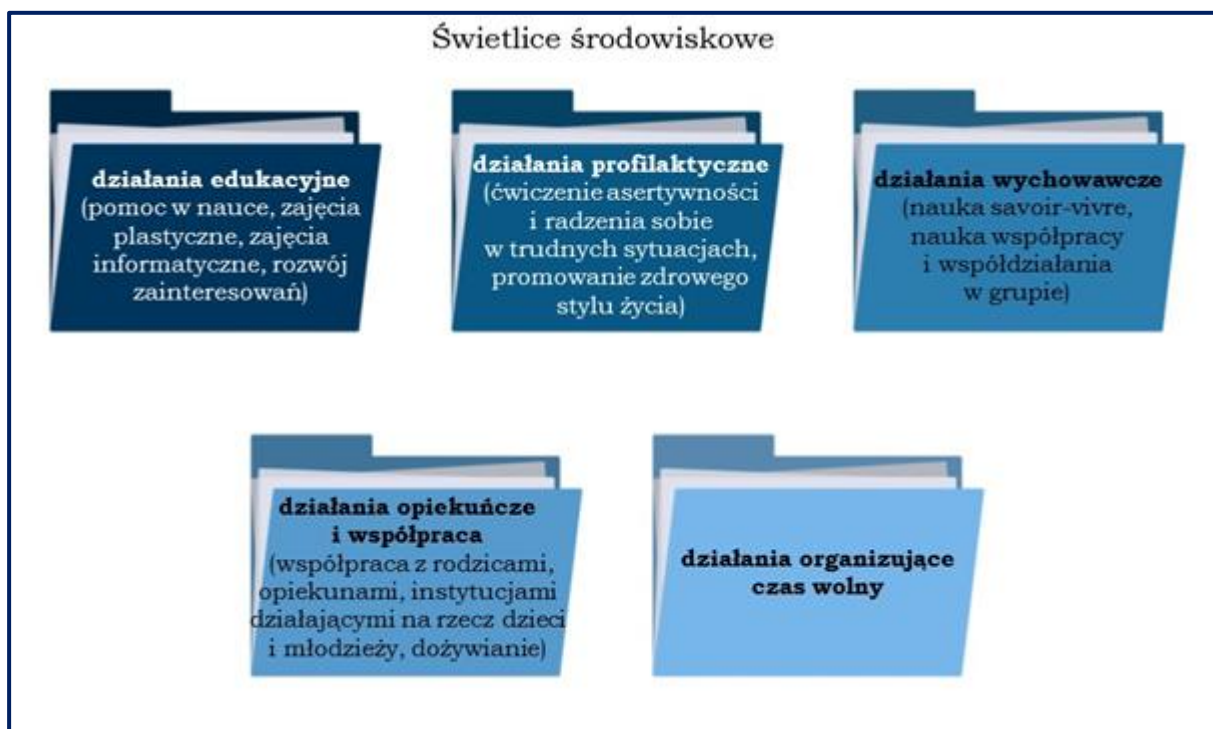 Świetlice środowiskowe
działania edukacyjne
(pomoc w nauce, zajęcia
plastyczne, zajęcia
informatyczne, rozwój
zainteresowań)
działania profilaktyczne
(ćwiczenie asertywności
i radzenia sobie
w trudnych sytuacjach,
promowanie zdrowego
stylu życia)
działania wychowawcze
(nauka savoir-vivre,
nauka współpracy
i współdziałania
w grupie)
działania opiekuńcze
i współpraca
(współpraca z rodzicami,
opiekunami, instytucjami
działającymi na rzecz dzieci
i młodzieży, dożywianie)
działania organizujące
czas wolny